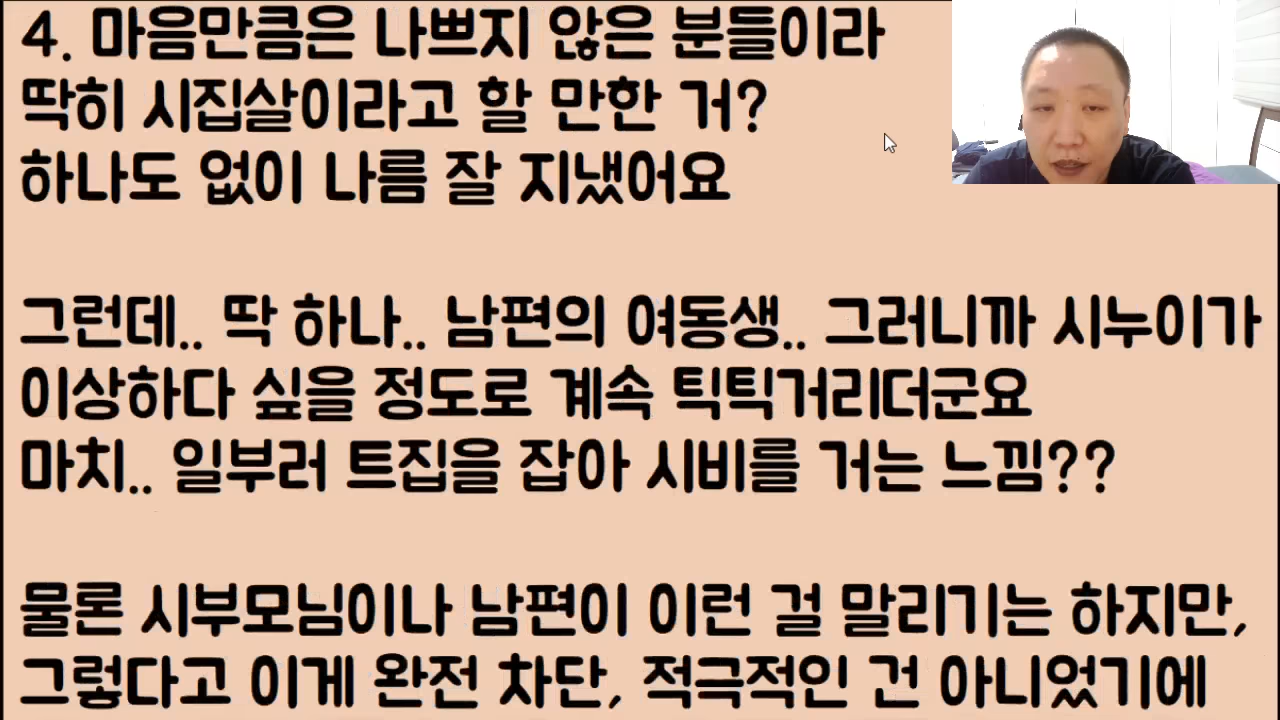 4. 마음만큼은 나쁘지 않은 분들이라
딱히 시집살이라고 할 만한 거?
하나도 없이 나름 잘 지냈어요
그런데.. 딱 하나.. 남편의 여동생.. 그러니까 시누이가
이상하다 싶을 정도로 계속 틱틱거리더군요
마치.. 일부러 트집을 잡아 시비를 거는 느낌??
물론 시부모님이나 남편이 이런 걸 말리기는 하지만,
그렇다고 이게 완전 차단, 적극적인 건 아니었기에